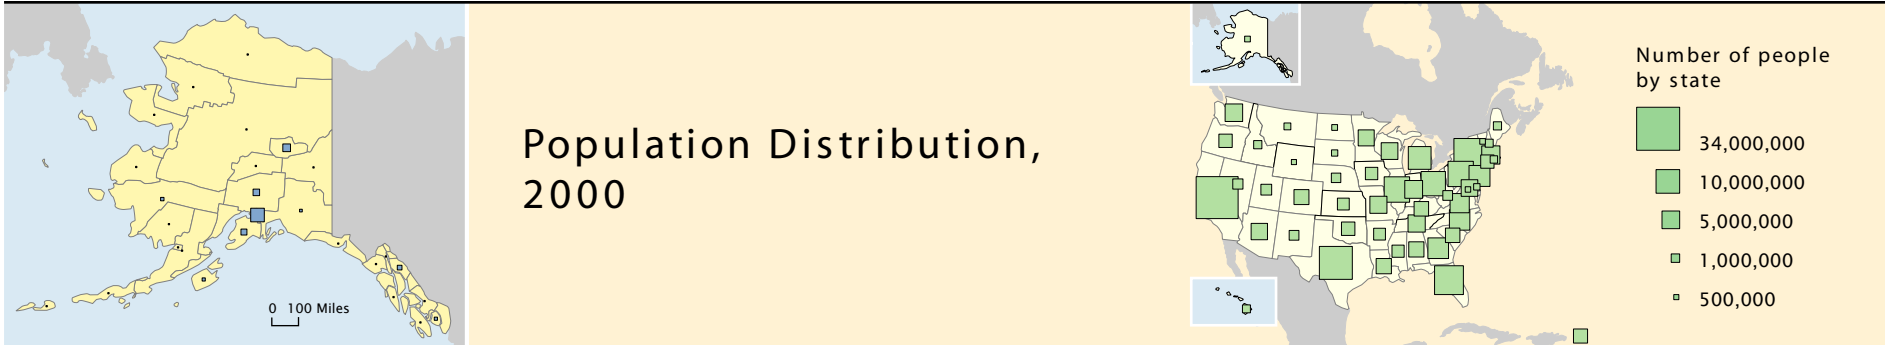 Population Distribution,
2000
0 100 Miles
Number of people
by state
34,000,000
10,000,000
5,000,000
1,000,000
500,000